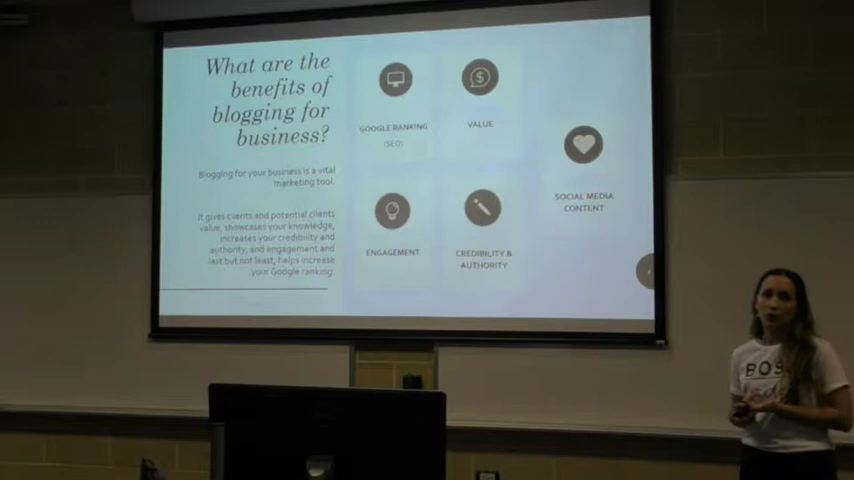 What are the
benefits of
blogging for
business?
Blogging for your business is a vital
marketing tool.
It gives clients and potential clients
value, showcases your knowledge,
increases your credibility and
authority, and engagement and
last but not least, helps increase
your Google ranking.
GOOGLE RANKING
(SEO)
VALUE
ENGAGEMENT
CREDIBILITY &
AUTHORITY
SOCIAL MEDIA
CONTENT
BOSS